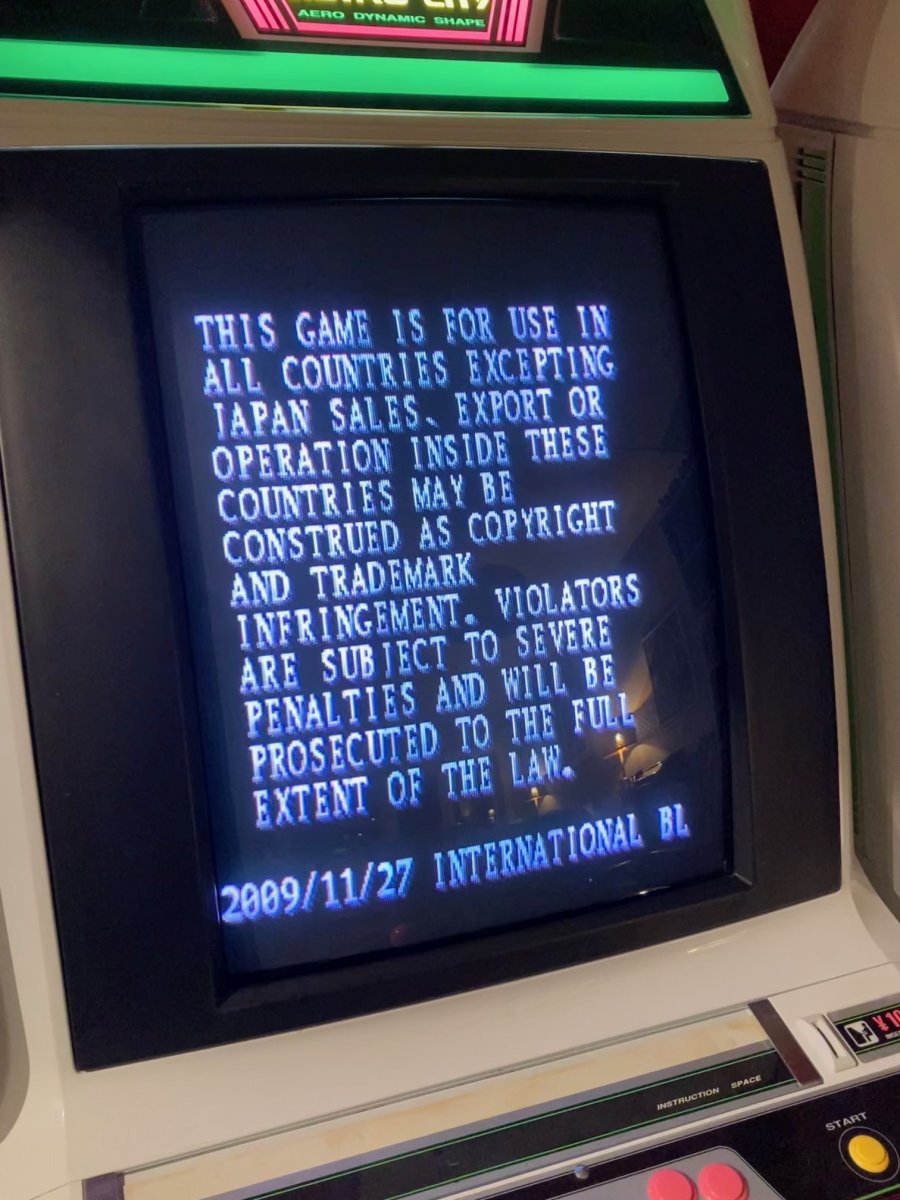 AERO DYNAMIC SHAPE
THIS GAME IS FOR USE IN
ALL COUNTRIES EXCEPTING
JAPAN SALES、EXPORT OR
OPERATION INSIDE THESE
COUNTRIES MAY BE
CONSTRUED AS COPYRIGHT
AND TRADEMARK
INFRINGEMENT。VIOLATORS
ARE SUBJECT TO SEVERE
PENALTIES AND WILL BE
PROSECUTED TO THE FULL
EXTENT OF THE LAW。
2009/11/27 INTERNATIONAL BL
INSTRUCTION SPACE
START